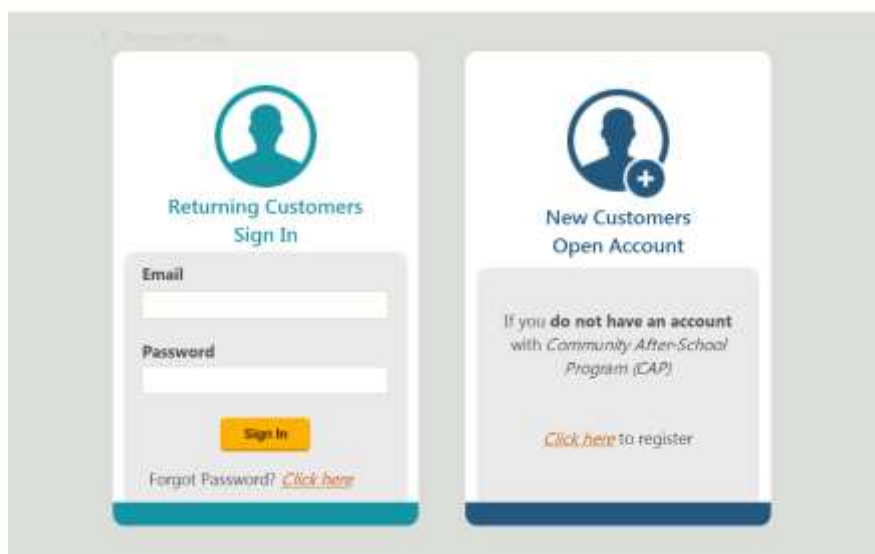 Returning Customers
Sign In
Email
Password
Sign In
Forgot Password? Click here
New Customers
Open Account
If you do not have an account
with Community After-School
Program (CAP)
Click here to register